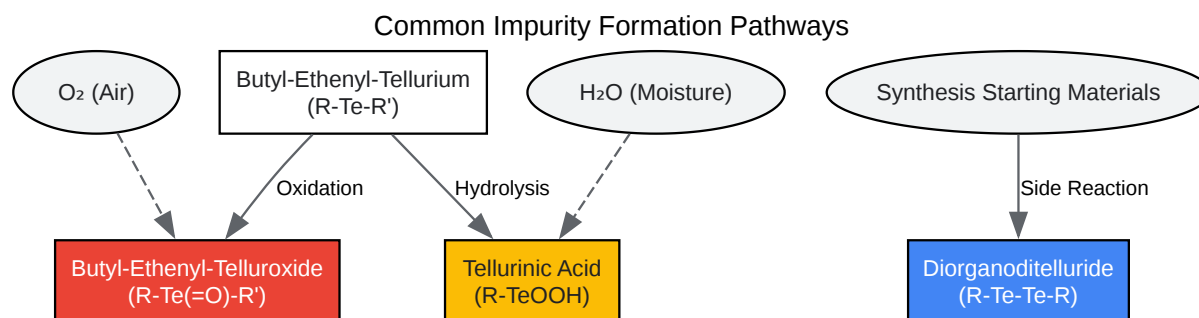 Common Impurity Formation Pathways
O₂ (Air)
Butyl-Ethenyl-Tellurium
(R-Te-R')
H₂O (Moisture)
Synthesis Starting Materials
Oxidation
Hydrolysis
Side Reaction
Butyl-Ethenyl-Telluroxide
(R-Te(=O)-R')
Tellurinic Acid
(R-TeOOH)
Diorganoditelluride
(R-Te-Te-R)